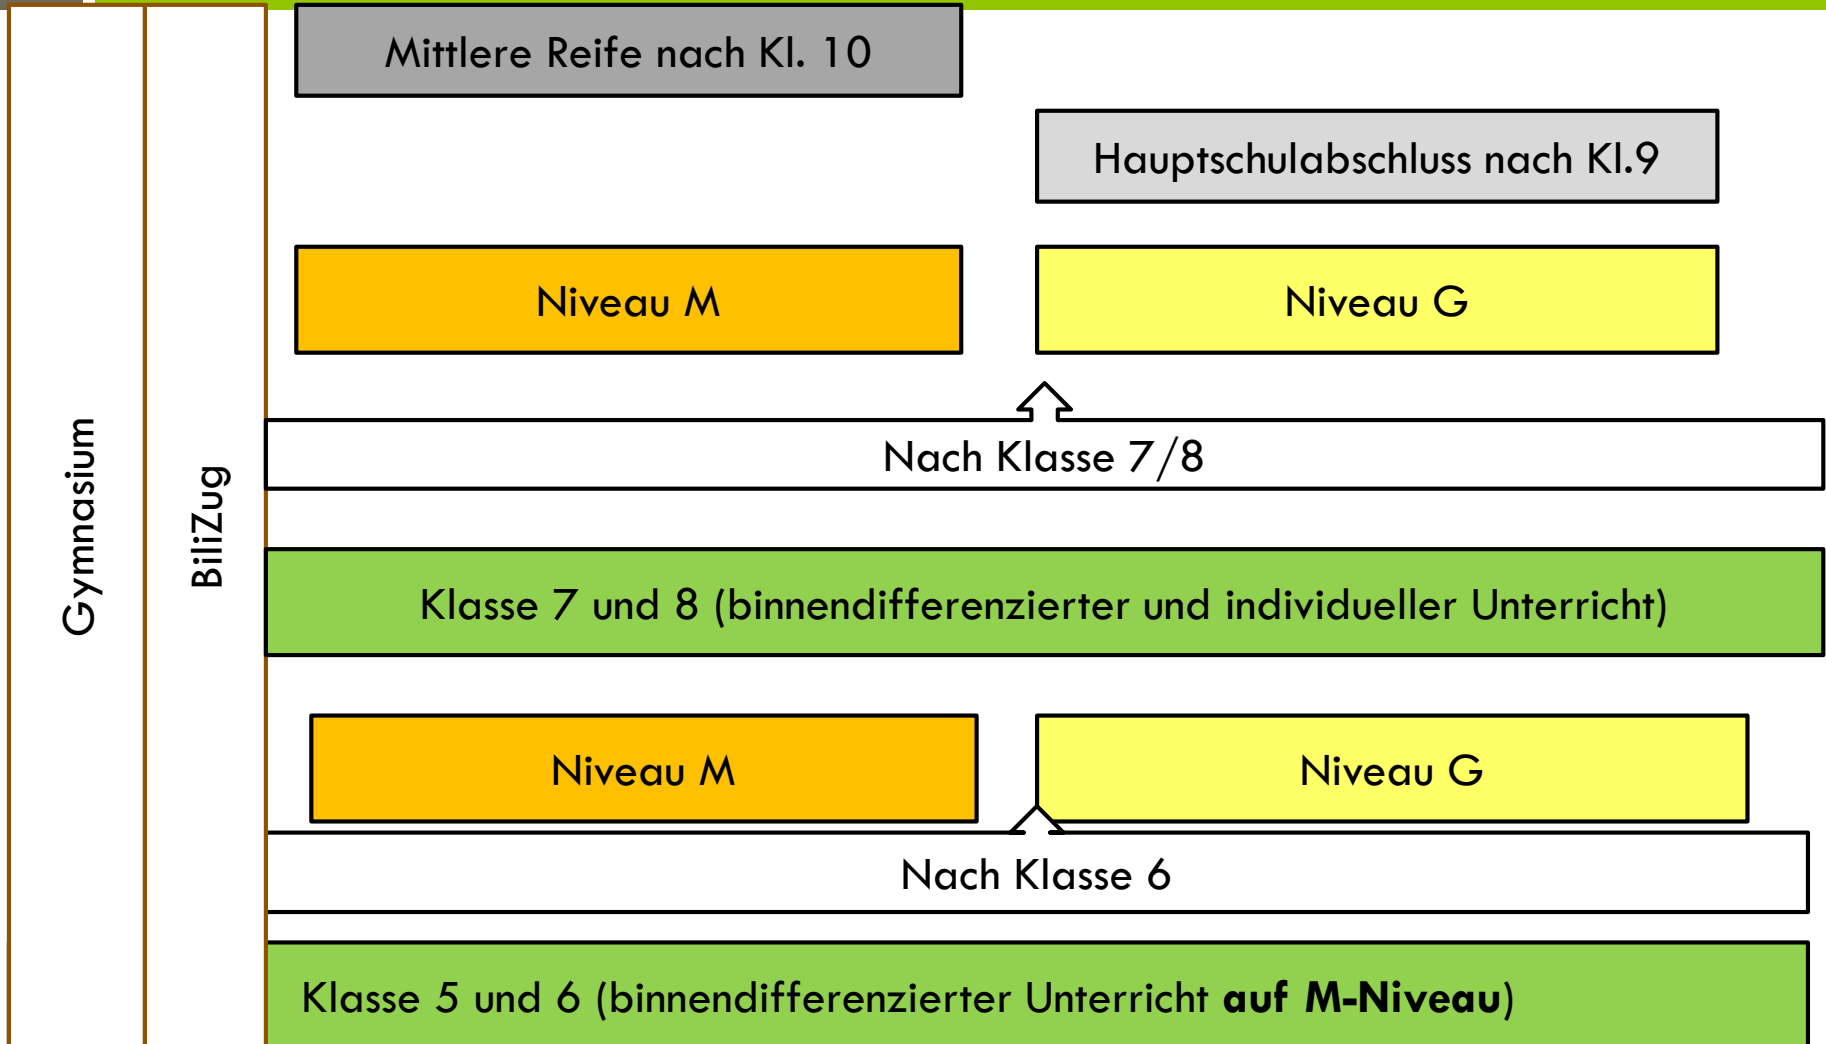 Mittlere Reife nach Kl. 10
Hauptschulabschluss nach Kl.9
Niveau M
Niveau G
Nach Klasse 7/8
Gymnasium
BiliZug
Klasse 7 und 8 (binnendifferenzierter und individueller Unterricht)
Niveau M
Niveau G
Nach Klasse 6
Klasse 5 und 6 (binnendifferenzierter Unterricht auf M-Niveau)